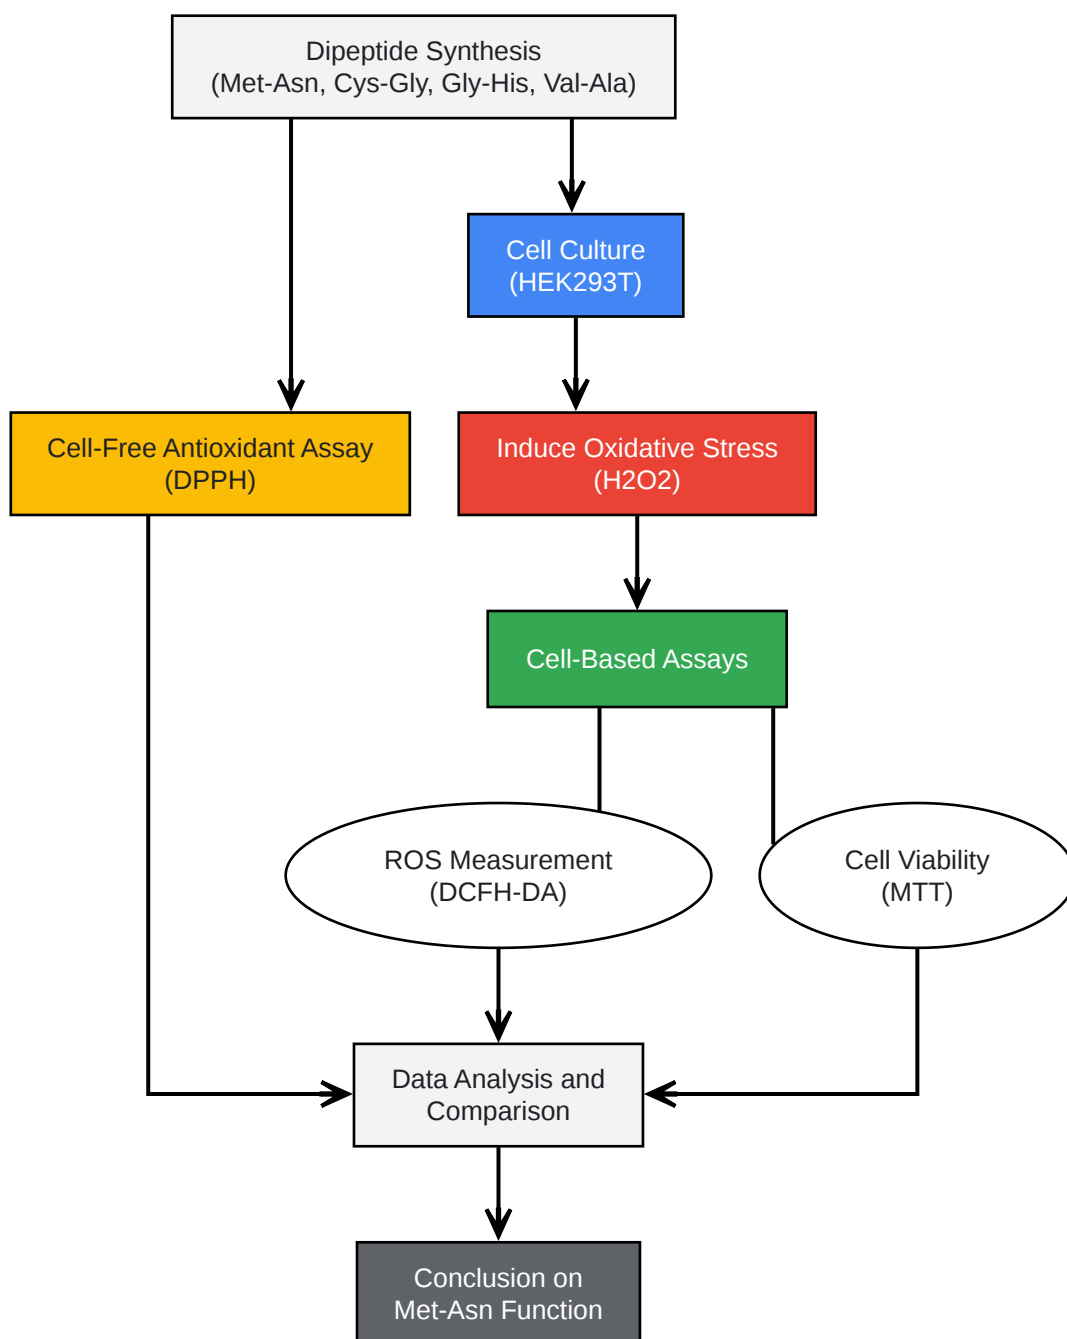 Dipeptide Synthesis
(Met-Asn, Cys-Gly, Gly-His, Val-Ala)
Cell Culture
(HEK293T)
Cell-Free Antioxidant Assay
(DPPH)
Induce Oxidative Stress
(H2O2)
Cell-Based Assays
ROS Measurement
(DCFH-DA)
Cell Viability
(MTT)
Data Analysis and
Comparison
Conclusion on
Met-Asn Function